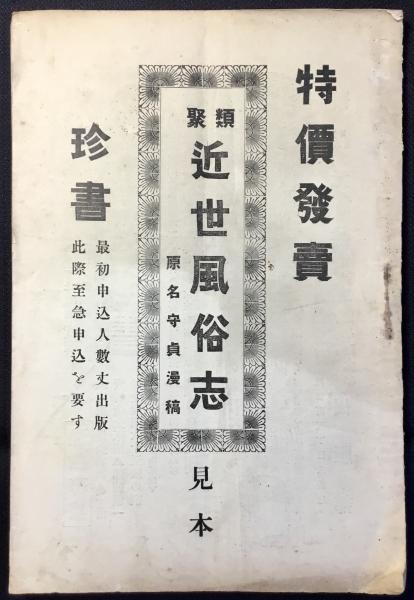 特價發賣
類聚
近世風俗志
原名守貞漫稿
見本
珍書
最初申込人數丈出版
此際至急申込を要す